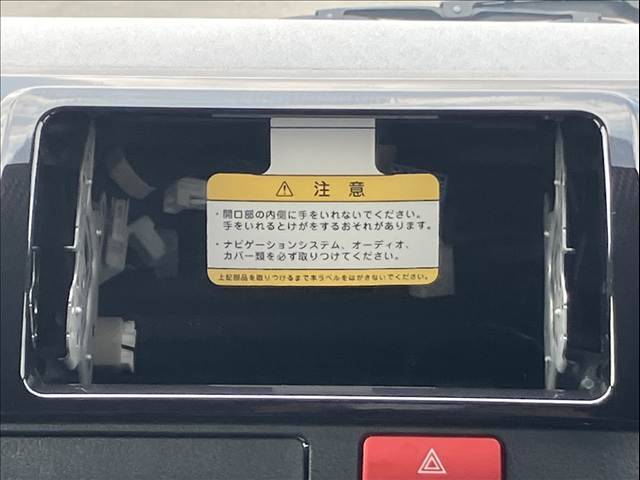 ⚠ 注意
・開口部の内側に手をいれないでください。
手をいれるとけがをするおそれがあります。
・ナビゲーションシステム、オーディオ、
カバー類を必ず取りつけてください。
上記部品を取りつけるまで本ラベルをはがさないでください。